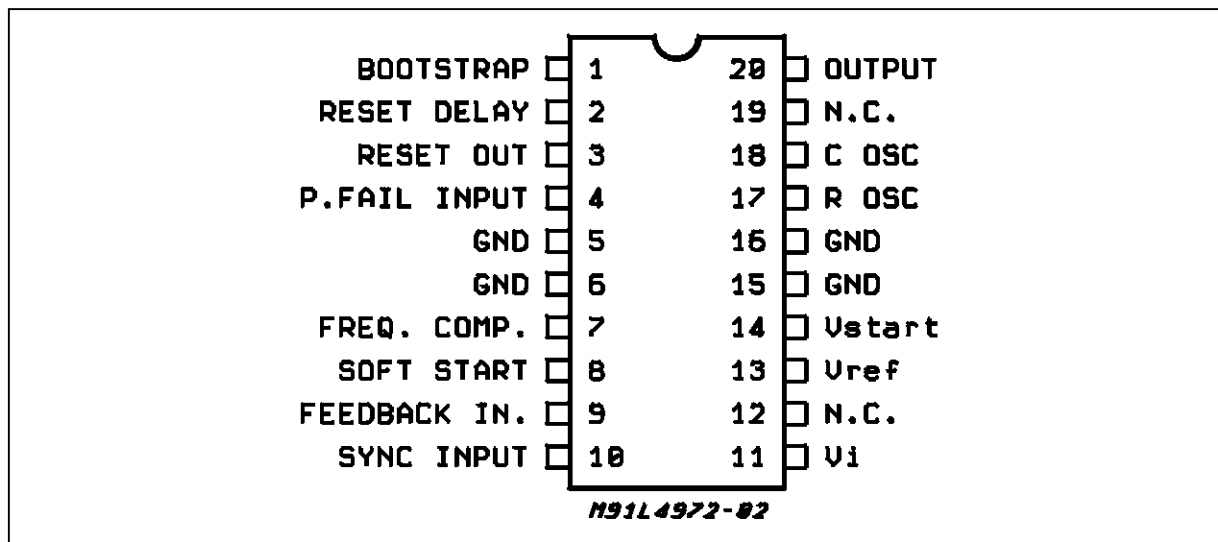 BOOTSTRAP 1 20 OUTPUT
RESET DELAY 2 19 N.C.
RESET OUT 3 18 C OSC
P.FAIL INPUT 4 17 R OSC
GND 5 16 GND
GND 6 15 GND
FREQ. COMP. 7 14 Vstart
SOFT START 8 13 Vref
FEEDBACK IN. 9 12 N.C.
SYNC INPUT 10 11 Vi
M91L4972-02